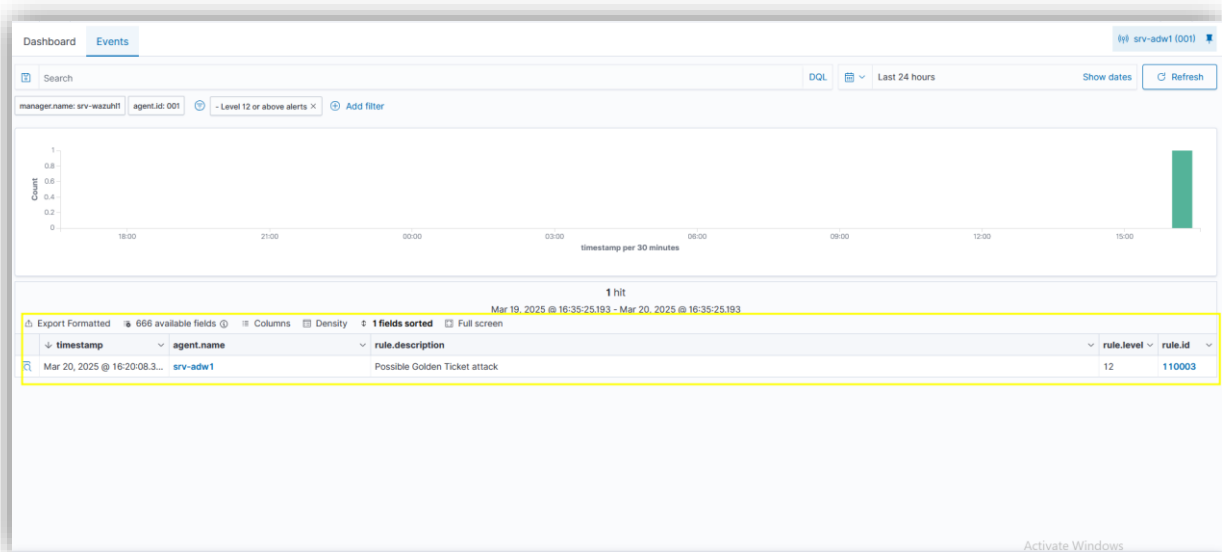 Dashboard Events srv-adw1 (001)
Search DQL Last 24 hours Show dates Refresh
manager.name: srv-wazuhl1 agent.id: 001 - Level 12 or above alerts × Add filter
1
0.8
0.6
0.4
0.2
0
Count
18:00 21:00 00:00 03:00 06:00 09:00 12:00 15:00
timestamp per 30 minutes
1 hit
Mar 19, 2025 @ 16:35:25.193 - Mar 20, 2025 @ 16:35:25.193
Export Formatted 666 available fields Columns Density 1 fields sorted Full screen
timestamp agent.name rule.description rule.level rule.id
Mar 20, 2025 @ 16:20:08.3... srv-adw1 Possible Golden Ticket attack 12 110003
Activate Windows